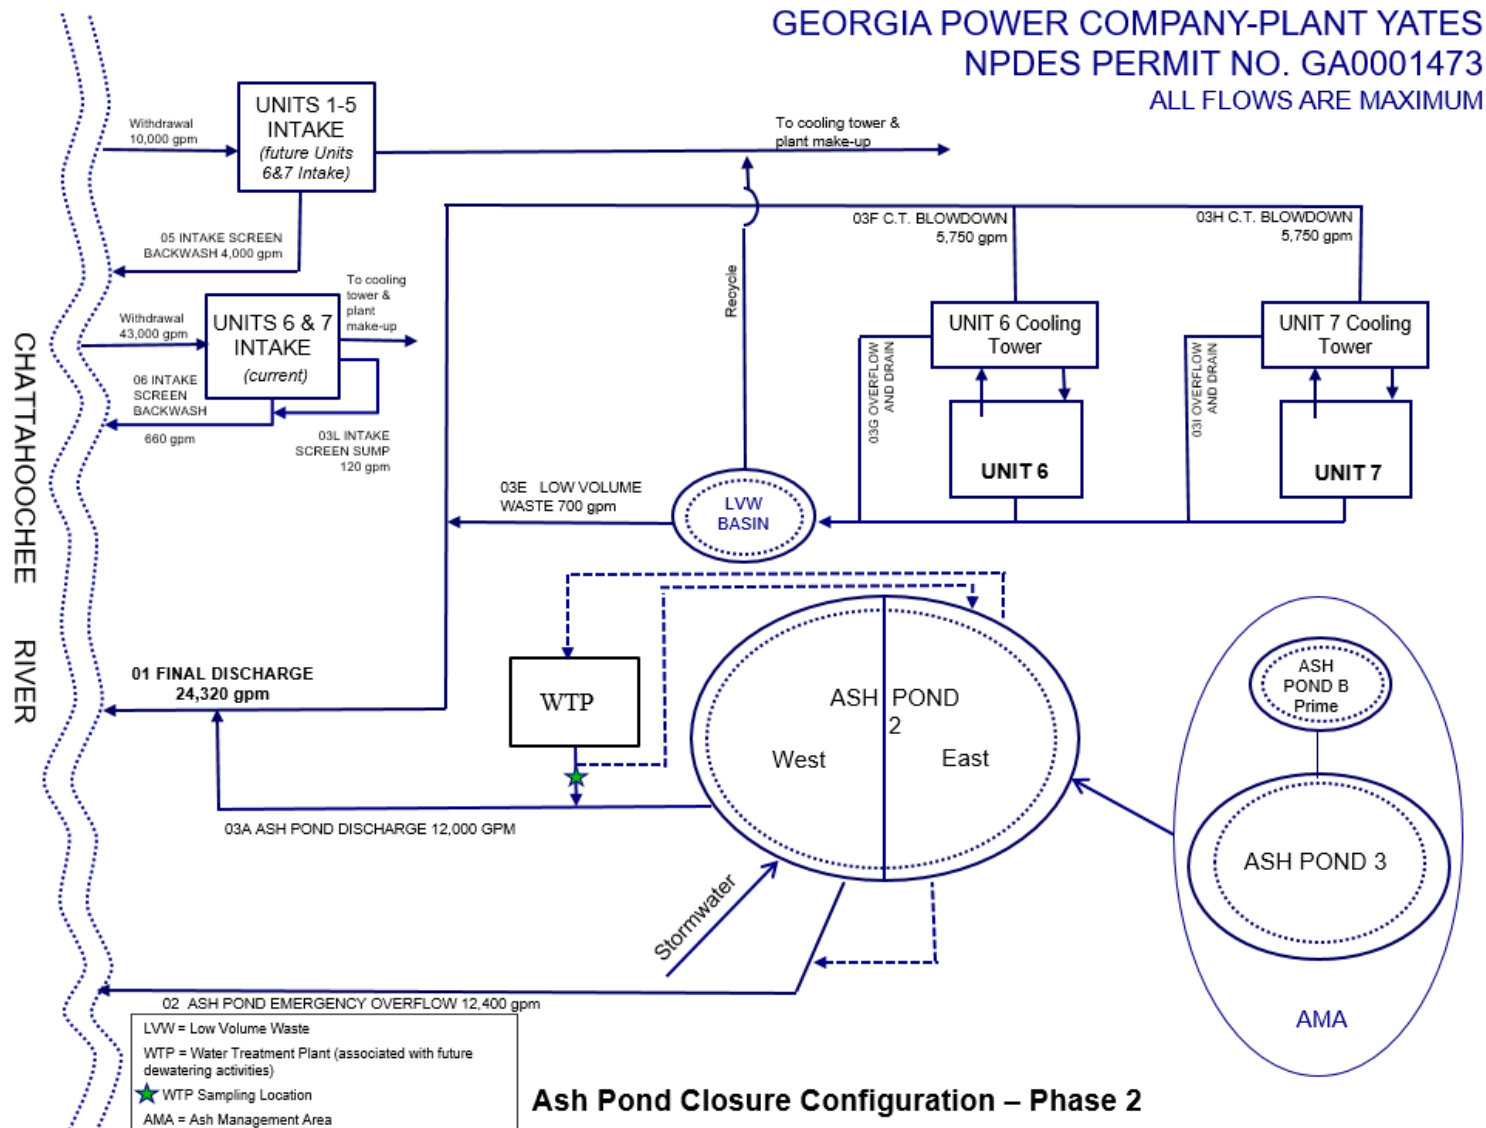 GEORGIA POWER COMPANY-PLANT YATES
NPDES PERMIT NO. GA0001473
ALL FLOWS ARE MAXIMUM
Withdrawal
10,000 gpm
UNITS 1-5
INTAKE
(future Units
6&7 Intake)
To cooling tower &
plant make-up
05 INTAKE SCREEN
BACKWASH 4,000 gpm
03F C.T. BLOWDOWN
5,750 gpm
03H C.T. BLOWDOWN
5,750 gpm
Withdrawal
43,000 gpm
UNITS 6 & 7
INTAKE
(current)
To cooling
tower &
plant
make-up
06 INTAKE
SCREEN
BACKWASH
660 gpm
03L INTAKE
SCREEN SUMP
120 gpm
Recycle
UNIT 6 Cooling
Tower
UNIT 7 Cooling
Tower
03G OVERFLOW
AND DRAIN
03I OVERFLOW
AND DRAIN
UNIT 6
UNIT 7
03E LOW VOLUME
WASTE 700 gpm
LVW
BASIN
CHATTAHOOCHEE RIVER
01 FINAL DISCHARGE
24,320 gpm
WTP
ASH POND
2
West
East
ASH
POND B
Prime
ASH POND 3
AMA
03A ASH POND DISCHARGE 12,000 GPM
Stormwater
02 ASH POND EMERGENCY OVERFLOW 12,400 gpm
LVW = Low Volume Waste
WTP = Water Treatment Plant (associated with future
dewatering activities)
WTP Sampling Location
AMA = Ash Management Area
Ash Pond Closure Configuration – Phase 2